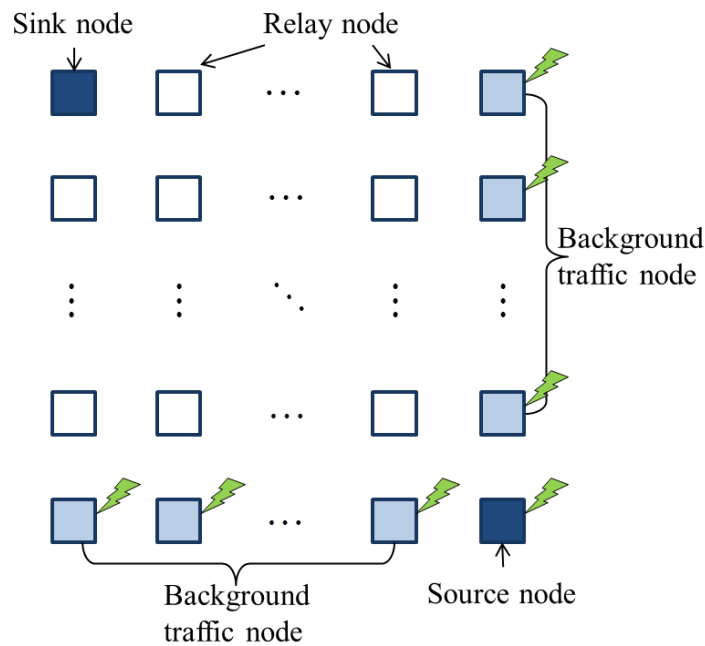 Sink node
Relay node
Background
traffic node
Background
traffic node
Source node